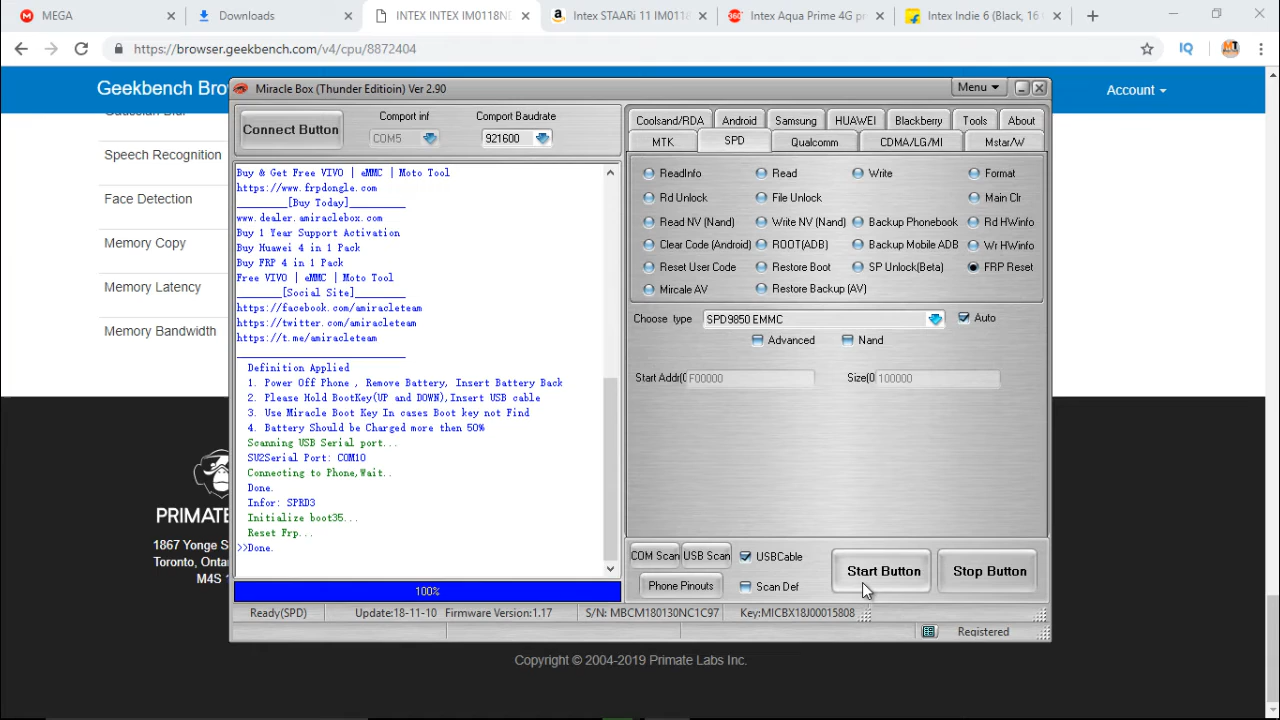 MEGA
Downloads
INTEX INTEX IM0118ND
Intex STAARi 11 IM0118
Intex Aqua Prime 4G pr
Intex Indie 6 (Black, 16
https://browser.geekbench.com/v4/cpu/8872404
Geekbench Bro
Account
Speech Recognition
Face Detection
Memory Copy
Memory Latency
Memory Bandwidth
Miracle Box (Thunder Editioin) Ver 2.90
Menu
Connect Button
Comport inf
COM5
Comport Baudrate
921600
Buy & Get Free VIVO | eMMC | Moto Tool
https://www.frpdongle.com
________[Buy Today]_________
www.dealer.amiraclebox.com
Buy 1 Year Support Activation
Buy Huawei 4 in 1 Pack
Buy FRP 4 in 1 Pack
Free VIVO | eMMC | Moto Tool
_______[Social Site]________
https://facebook.com/amiracleteam
https://twitter.com/amiracleteam
https://t.me/amiracleteam
Definition Applied
1. Power Off Phone , Remove Battery, Insert Battery Back
2. Please Hold BootKey(UP and DOWN),Insert USB cable
3. Use Miracle Boot Key In cases Boot key not Find
4. Battery Should be Charged more then 50%
Scanning USB Serial port...
SU2Serial Port: COM10
Connecting to Phone,Wait..
Done.
Infor: SPRD3
Initialize boot35...
Reset Frp...
>>Done.
100%
Coolsand/RDA Android Samsung HUAWEI Blackberry Tools About
MTK SPD Qualcomm CDMA/LG/MI Mstar/W
ReadInfo Read Write Format
Rd Unlock File Unlock Main Clr
Read NV (Nand) Write NV (Nand) Backup Phonebook Rd HWinfo
Clear Code (Android) ROOT(ADB) Backup Mobile ADB Wr HWinfo
Reset User Code Restore Boot SP Unlock(Beta) FRP Reset
Mircale AV Restore Backup (AV)
Choose type SPD9850 EMMC Auto
Advanced Nand
Start Addr(0 F00000 Size(0 100000
COM Scan USB Scan USBCable
Phone Pinouts Scan Def
Start Button Stop Button
Ready(SPD) Update:18-11-10 Firmware Version:1.17 S/N: MBCM180130NC1C97 Key:MICBX18J00015808
Registered
PRIMATE
1867 Yonge S
Toronto, Ontar
M4S 1
Copyright © 2004-2019 Primate Labs Inc.